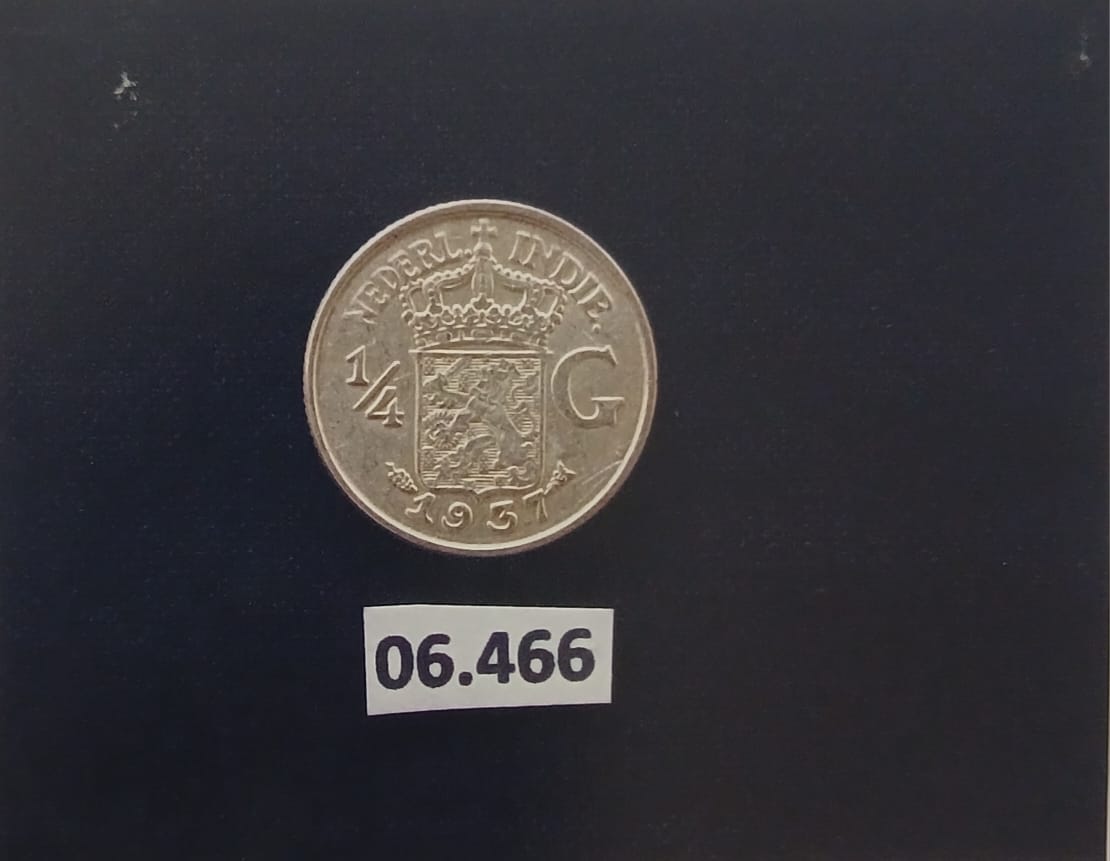 NEDERL. INDIE.
1/4 G
1937
06.466